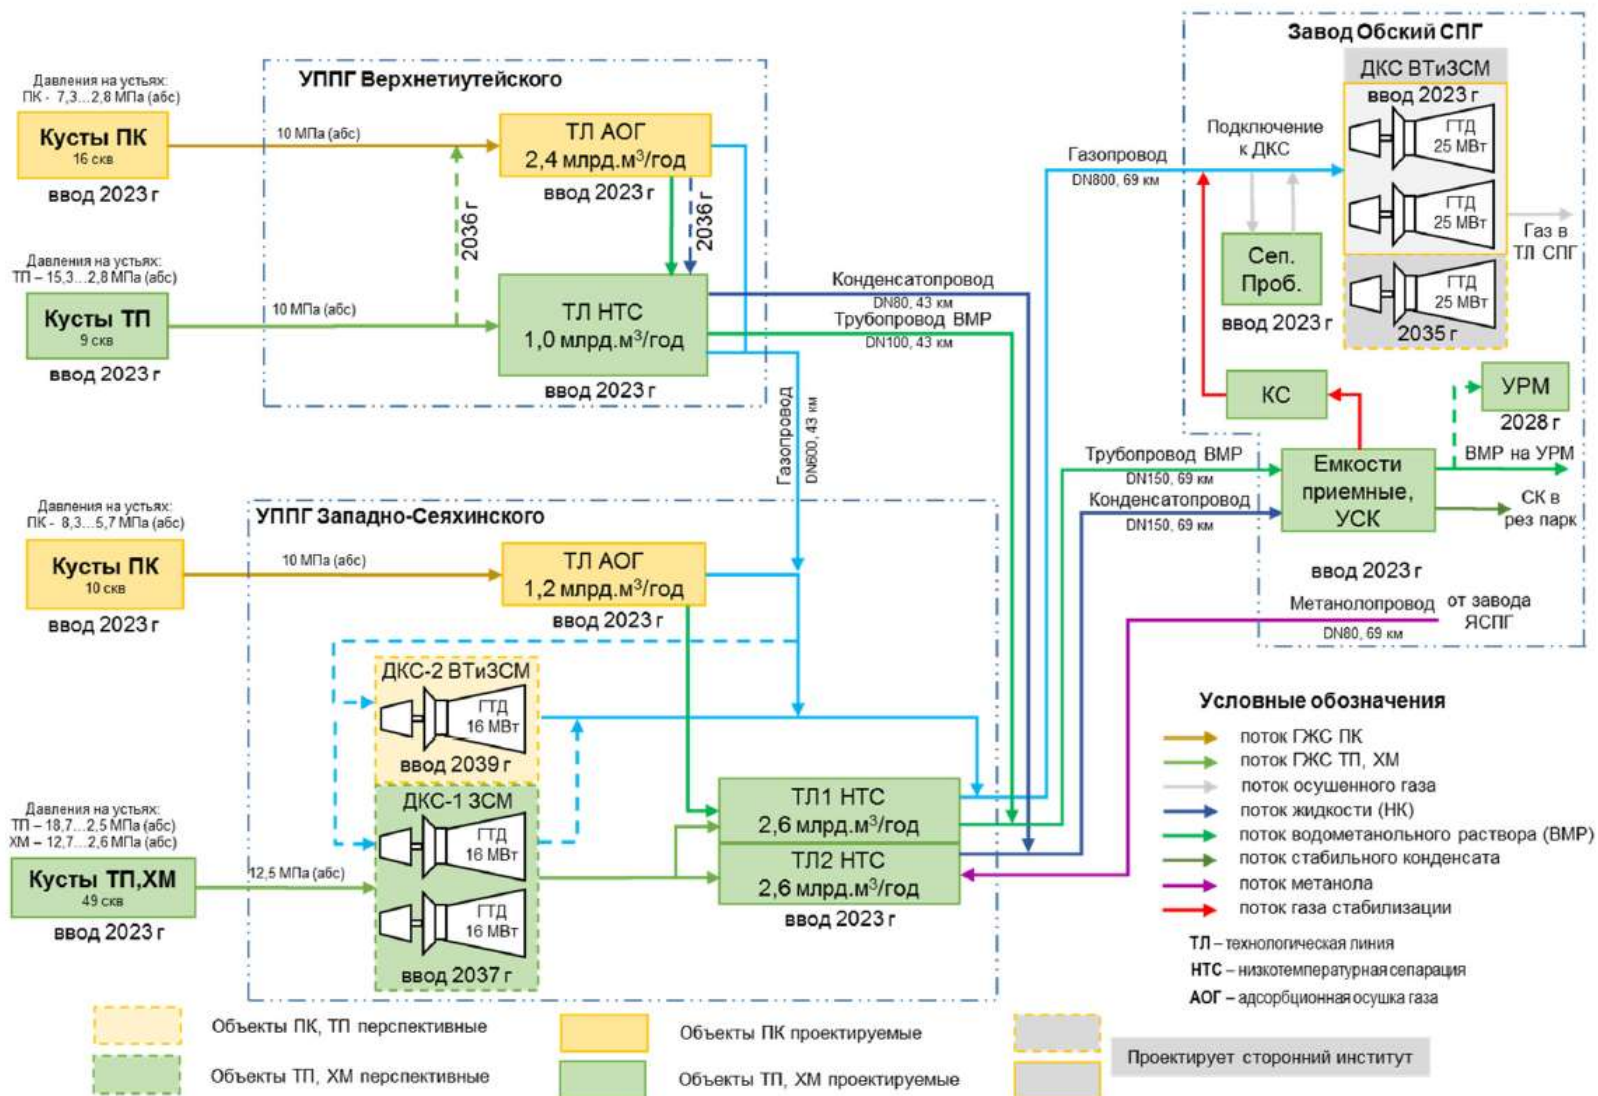 УППГ Верхнетиутейского
Давления на устьях:
ПК - 7,3...2,8 МПа (абс)
Кусты ПК
16 скв
ввод 2023 г
10 МПа (абс)
ТЛ АОГ
2,4 млрд.м³/год
ввод 2023 г
2036 г
2036 г
Давления на устьях:
ТП – 15,3...2,8 МПа (абс)
Кусты ТП
9 скв
ввод 2023 г
10 МПа (абс)
ТЛ НТС
1,0 млрд.м³/год
ввод 2023 г
Конденсатопровод
DN80, 43 км
Трубопровод ВМР
DN100, 43 км
Газопровод
DN600, 43 км
Завод Обский СПГ
ДКС ВТиЗСМ
ввод 2023 г
ГТД
25 МВт
ГТД
25 МВт
ГТД
25 МВт
2035 г
Подключение
к ДКС
Газопровод
DN800, 69 км
Газ в
ТЛ СПГ
Сеп.
Проб.
ввод 2023 г
КС
УРМ
2028 г
ВМР на УРМ
Емкости
приемные,
УСК
СК в
рез парк
ввод 2023 г
Трубопровод ВМР
DN150, 69 км
Конденсатопровод
DN150, 69 км
Метанолопровод
DN80, 69 км
от завода
ЯСПГ
УППГ Западно-Сеяхинского
Давления на устьях:
ПК - 8,3...5,7 МПа (абс)
Кусты ПК
10 скв
ввод 2023 г
10 МПа (абс)
ТЛ АОГ
1,2 млрд.м³/год
ввод 2023 г
ДКС-2 ВТиЗСМ
ГТД
16 МВт
ввод 2039 г
ДКС-1 ЗСМ
ГТД
16 МВт
ГТД
16 МВт
ввод 2037 г
Давления на устьях:
ТП – 18,7...2,5 МПа (абс)
ХМ – 12,7...2,6 МПа (абс)
Кусты ТП,ХМ
49 скв
ввод 2023 г
12,5 МПа (абс)
ТЛ1 НТС
2,6 млрд.м³/год
ТЛ2 НТС
2,6 млрд.м³/год
ввод 2023 г
Условные обозначения
поток ГЖС ПК
поток ГЖС ТП, ХМ
поток осушенного газа
поток жидкости (НК)
поток водометанольного раствора (ВМР)
поток стабильного конденсата
поток метанола
поток газа стабилизации
ТЛ – технологическая линия
НТС – низкотемпературная сепарация
АОГ – адсорбционная осушка газа
Объекты ПК, ТП перспективные
Объекты ТП, ХМ перспективные
Объекты ПК проектируемые
Объекты ТП, ХМ проектируемые
Проектирует сторонний институт